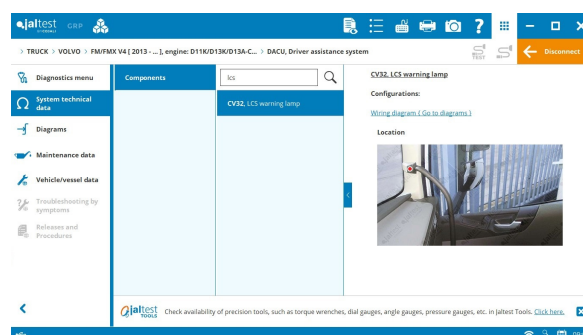 jaltest GRP
?
> TRUCK > VOLVO > FM/FMX V4 [ 2013 - ... ], engine: D11K/D13K/D13A-C... > DACU, Driver assistance system
TEST
Disconnect
Diagnostics menu
System technical
data
Diagrams
Maintenance data
Vehicle/vessel data
Troubleshooting by
symptoms
Releases and
Procedures
Components
lcs
CV32, LCS warning lamp
CV32, LCS warning lamp
Configurations:
Wiring diagram ( Go to diagrams )
Location
jaltest
TOOLS
Check availability of precision tools, such as torque wrenches, dial gauges, angle gauges, pressure gauges, etc. in Jaltest Tools. Click here.